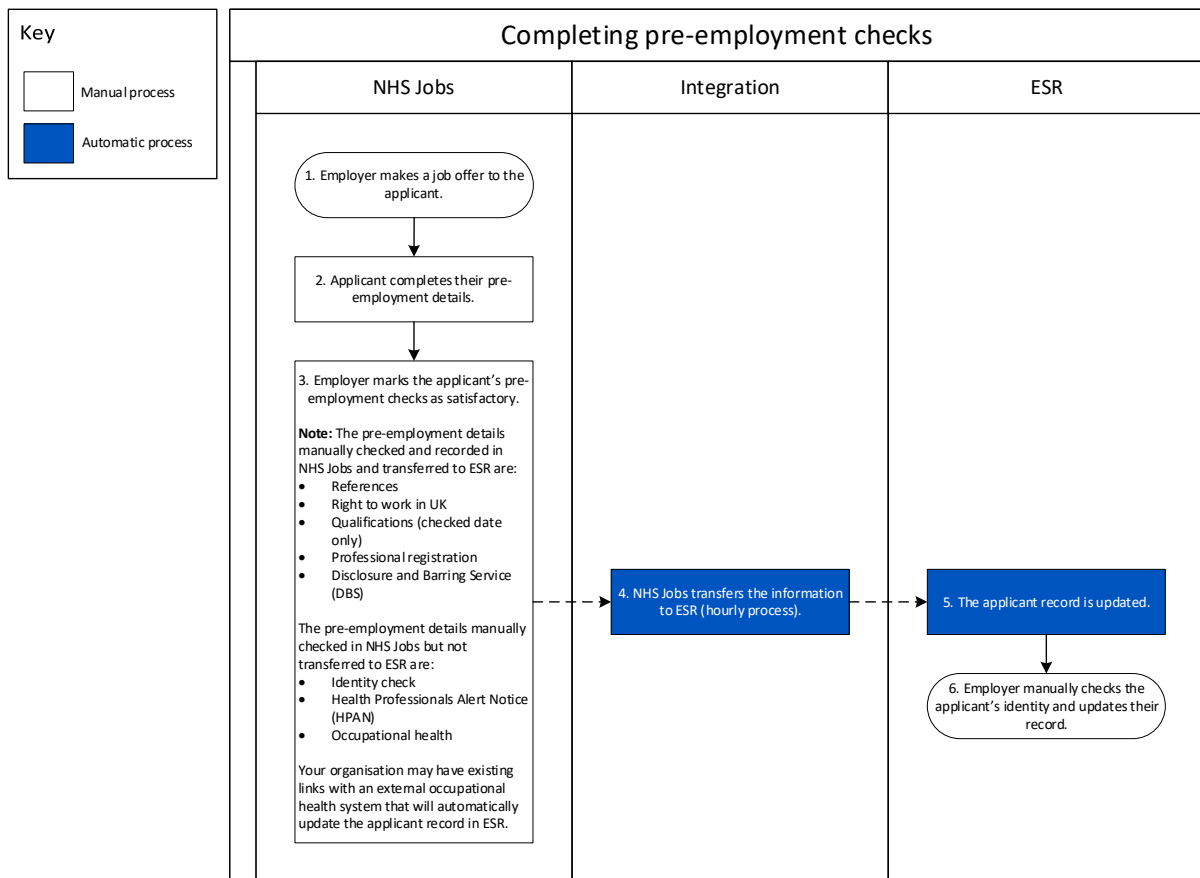 Key
Manual process
Automatic process
Completing pre-employment checks
NHS Jobs
Integration
ESR
1. Employer makes a job offer to the
applicant.
2. Applicant completes their pre-
employment details.
3. Employer marks the applicant’s pre-
employment checks as satisfactory.
Note: The pre-employment details
manually checked and recorded in
NHS Jobs and transferred to ESR are:
• References
• Right to work in UK
• Qualifications (checked date
only)
• Professional registration
• Disclosure and Barring Service
(DBS)
The pre-employment details manually
checked in NHS Jobs but not
transferred to ESR are:
• Identity check
• Health Professionals Alert Notice
(HPAN)
• Occupational health
Your organisation may have existing
links with an external occupational
health system that will automatically
update the applicant record in ESR.
4. NHS Jobs transfers the information
to ESR (hourly process).
5. The applicant record is updated.
6. Employer manually checks the
applicant’s identity and updates their
record.